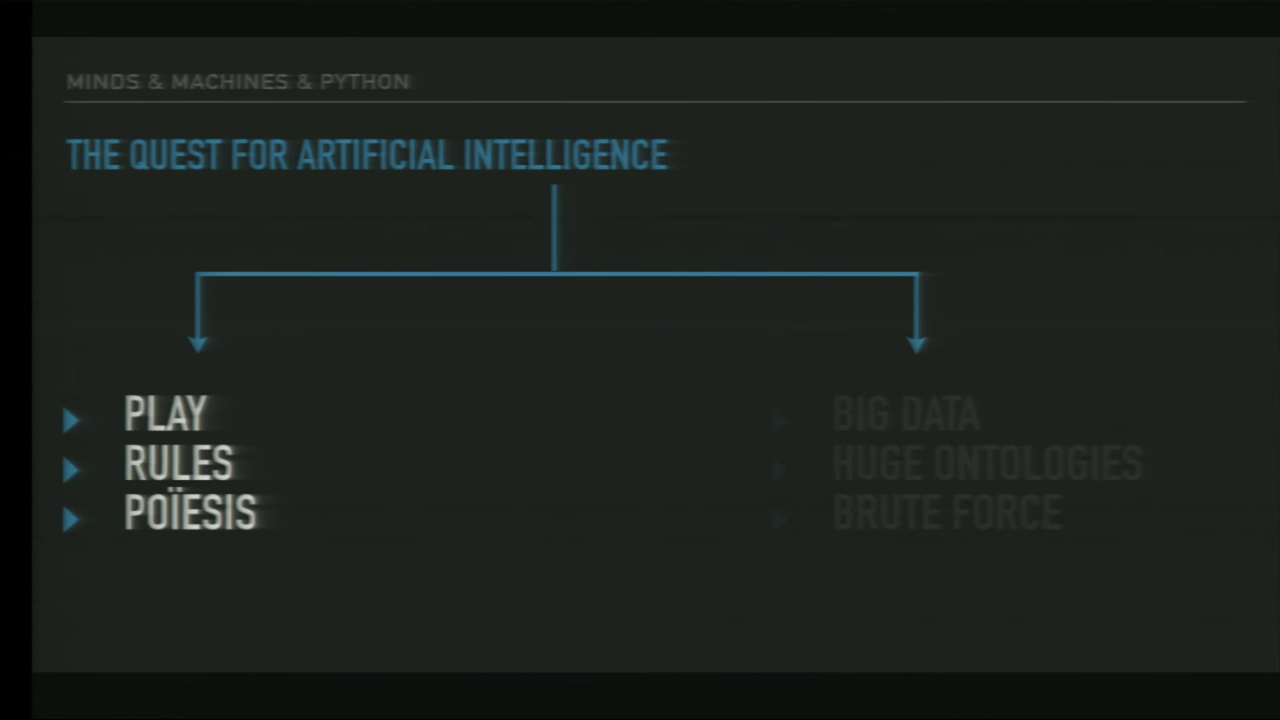 MINDS & MACHINES & PYTHON
THE QUEST FOR ARTIFICIAL INTELLIGENCE
PLAY
RULES
POÏESIS
BIG DATA
HUGE ONTOLOGIES
BRUTE FORCE